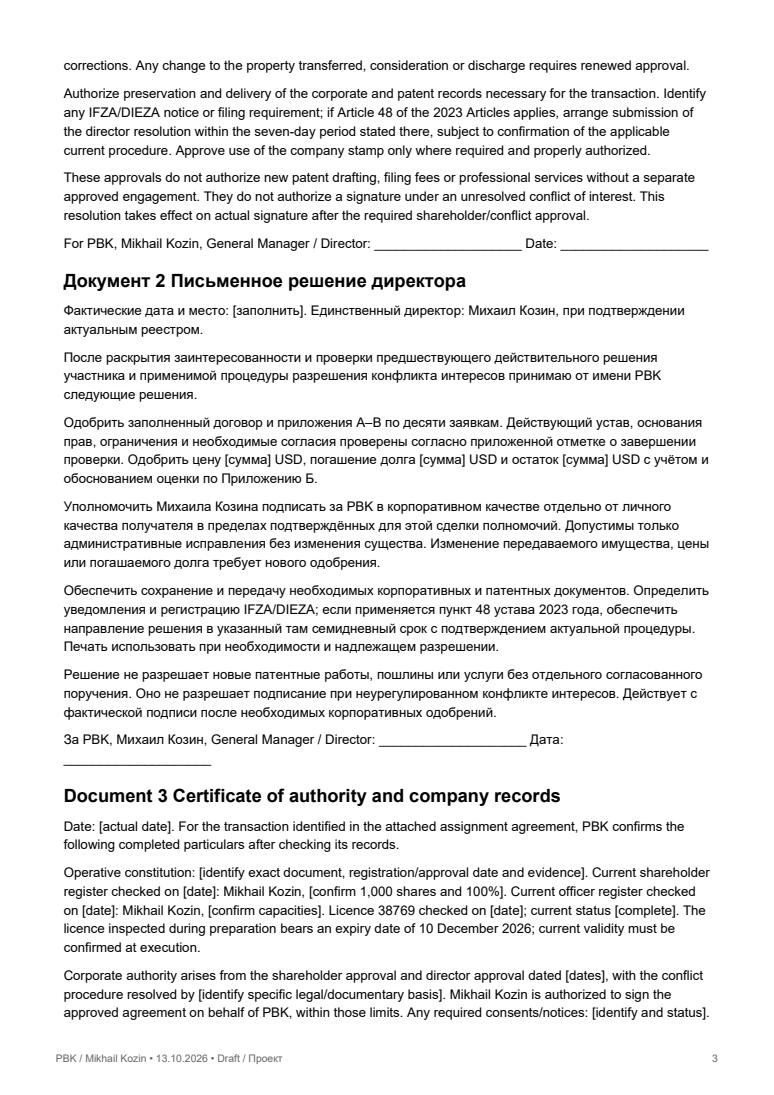 corrections. Any change to the property transferred, consideration or discharge requires renewed approval.
Authorize preservation and delivery of the corporate and patent records necessary for the transaction. Identify
any IFZA/DIEZA notice or filing requirement; if Article 48 of the 2023 Articles applies, arrange submission of
the director resolution within the seven-day period stated there, subject to confirmation of the applicable
current procedure. Approve use of the company stamp only where required and properly authorized.
These approvals do not authorize new patent drafting, filing fees or professional services without a separate
approved engagement. They do not authorize a signature under an unresolved conflict of interest. This
resolution takes effect on actual signature after the required shareholder/conflict approval.
For PBK, Mikhail Kozin, General Manager / Director: ____________________ Date: ____________________
Документ 2 Письменное решение директора
Фактические дата и место: [заполнить]. Единственный директор: Михаил Козин, при подтверждении
актуальным реестром.
После раскрытия заинтересованности и проверки предшествующего действительного решения
участника и применимой процедуры разрешения конфликта интересов принимаю от имени PBK
следующие решения.
Одобрить заполненный договор и приложения А–В по десяти заявкам. Действующий устав, основания
прав, ограничения и необходимые согласия проверены согласно приложенной отметке о завершении
проверки. Одобрить цену [сумма] USD, погашение долга [сумма] USD и остаток [сумма] USD с учётом и
обоснованием оценки по Приложению Б.
Уполномочить Михаила Козина подписать за PBK в корпоративном качестве отдельно от личного
качества получателя в пределах подтверждённых для этой сделки полномочий. Допустимы только
административные исправления без изменения существа. Изменение передаваемого имущества, цены
или погашаемого долга требует нового одобрения.
Обеспечить сохранение и передачу необходимых корпоративных и патентных документов. Определить
уведомления и регистрацию IFZA/DIEZA; если применяется пункт 48 устава 2023 года, обеспечить
направление решения в указанный там семидневный срок с подтверждением актуальной процедуры.
Печать использовать при необходимости и надлежащем разрешении.
Решение не разрешает новые патентные работы, пошлины или услуги без отдельного согласованного
поручения. Оно не разрешает подписание при неурегулированном конфликте интересов. Действует с
фактической подписи после необходимых корпоративных одобрений.
За PBK, Михаил Козин, General Manager / Director: ____________________ Дата:
____________________
Document 3 Certificate of authority and company records
Date: [actual date]. For the transaction identified in the attached assignment agreement, PBK confirms the
following completed particulars after checking its records.
Operative constitution: [identify exact document, registration/approval date and evidence]. Current shareholder
register checked on [date]: Mikhail Kozin, [confirm 1,000 shares and 100%]. Current officer register checked
on [date]: Mikhail Kozin, [confirm capacities]. Licence 38769 checked on [date]; current status [complete]. The
licence inspected during preparation bears an expiry date of 10 December 2026; current validity must be
confirmed at execution.
Corporate authority arises from the shareholder approval and director approval dated [dates], with the conflict
procedure resolved by [identify specific legal/documentary basis]. Mikhail Kozin is authorized to sign the
approved agreement on behalf of PBK, within those limits. Any required consents/notices: [identify and status].
PBK / Mikhail Kozin • 13.10.2026 • Draft / Проект
3